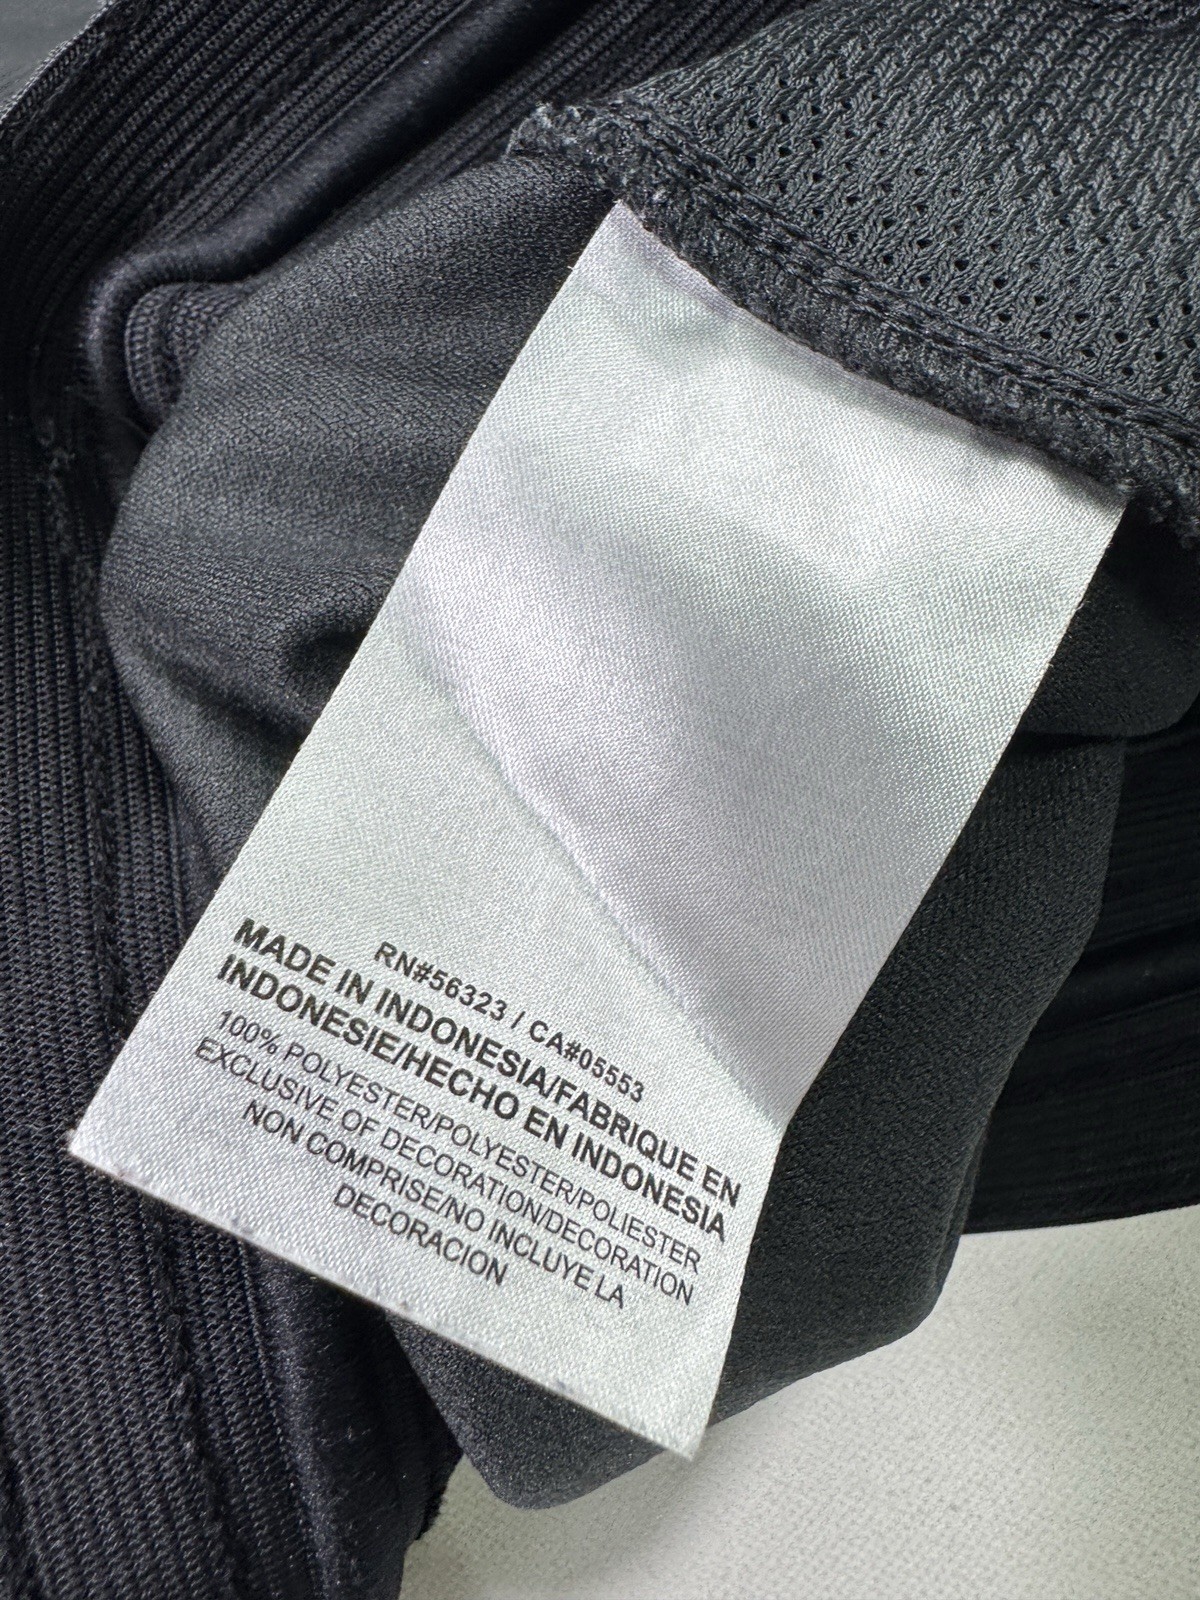 RN#56323 / CA#05553
MADE IN INDONESIA/FABRIQUE EN
INDONESIE/HECHO EN INDONESIA
100% POLYESTER/POLYESTER/POLIESTER
EXCLUSIVE OF DECORATION/DECORATION
NON COMPRISE/NO INCLUYE LA
DECORACION